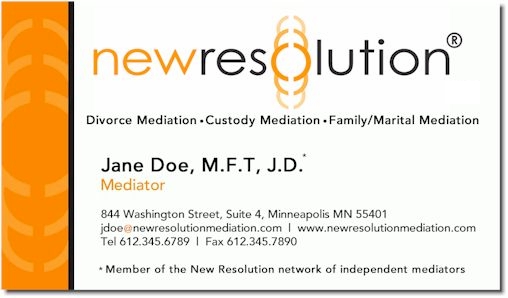 newresolution®
Divorce Mediation • Custody Mediation • Family/Marital Mediation
Jane Doe, M.F.T, J.D.*
Mediator
844 Washington Street, Suite 4, Minneapolis MN 55401
jdoe@newresolutionmediation.com | www.newresolutionmediation.com
Tel 612.345.6789 | Fax 612.345.7890
* Member of the New Resolution network of independent mediators